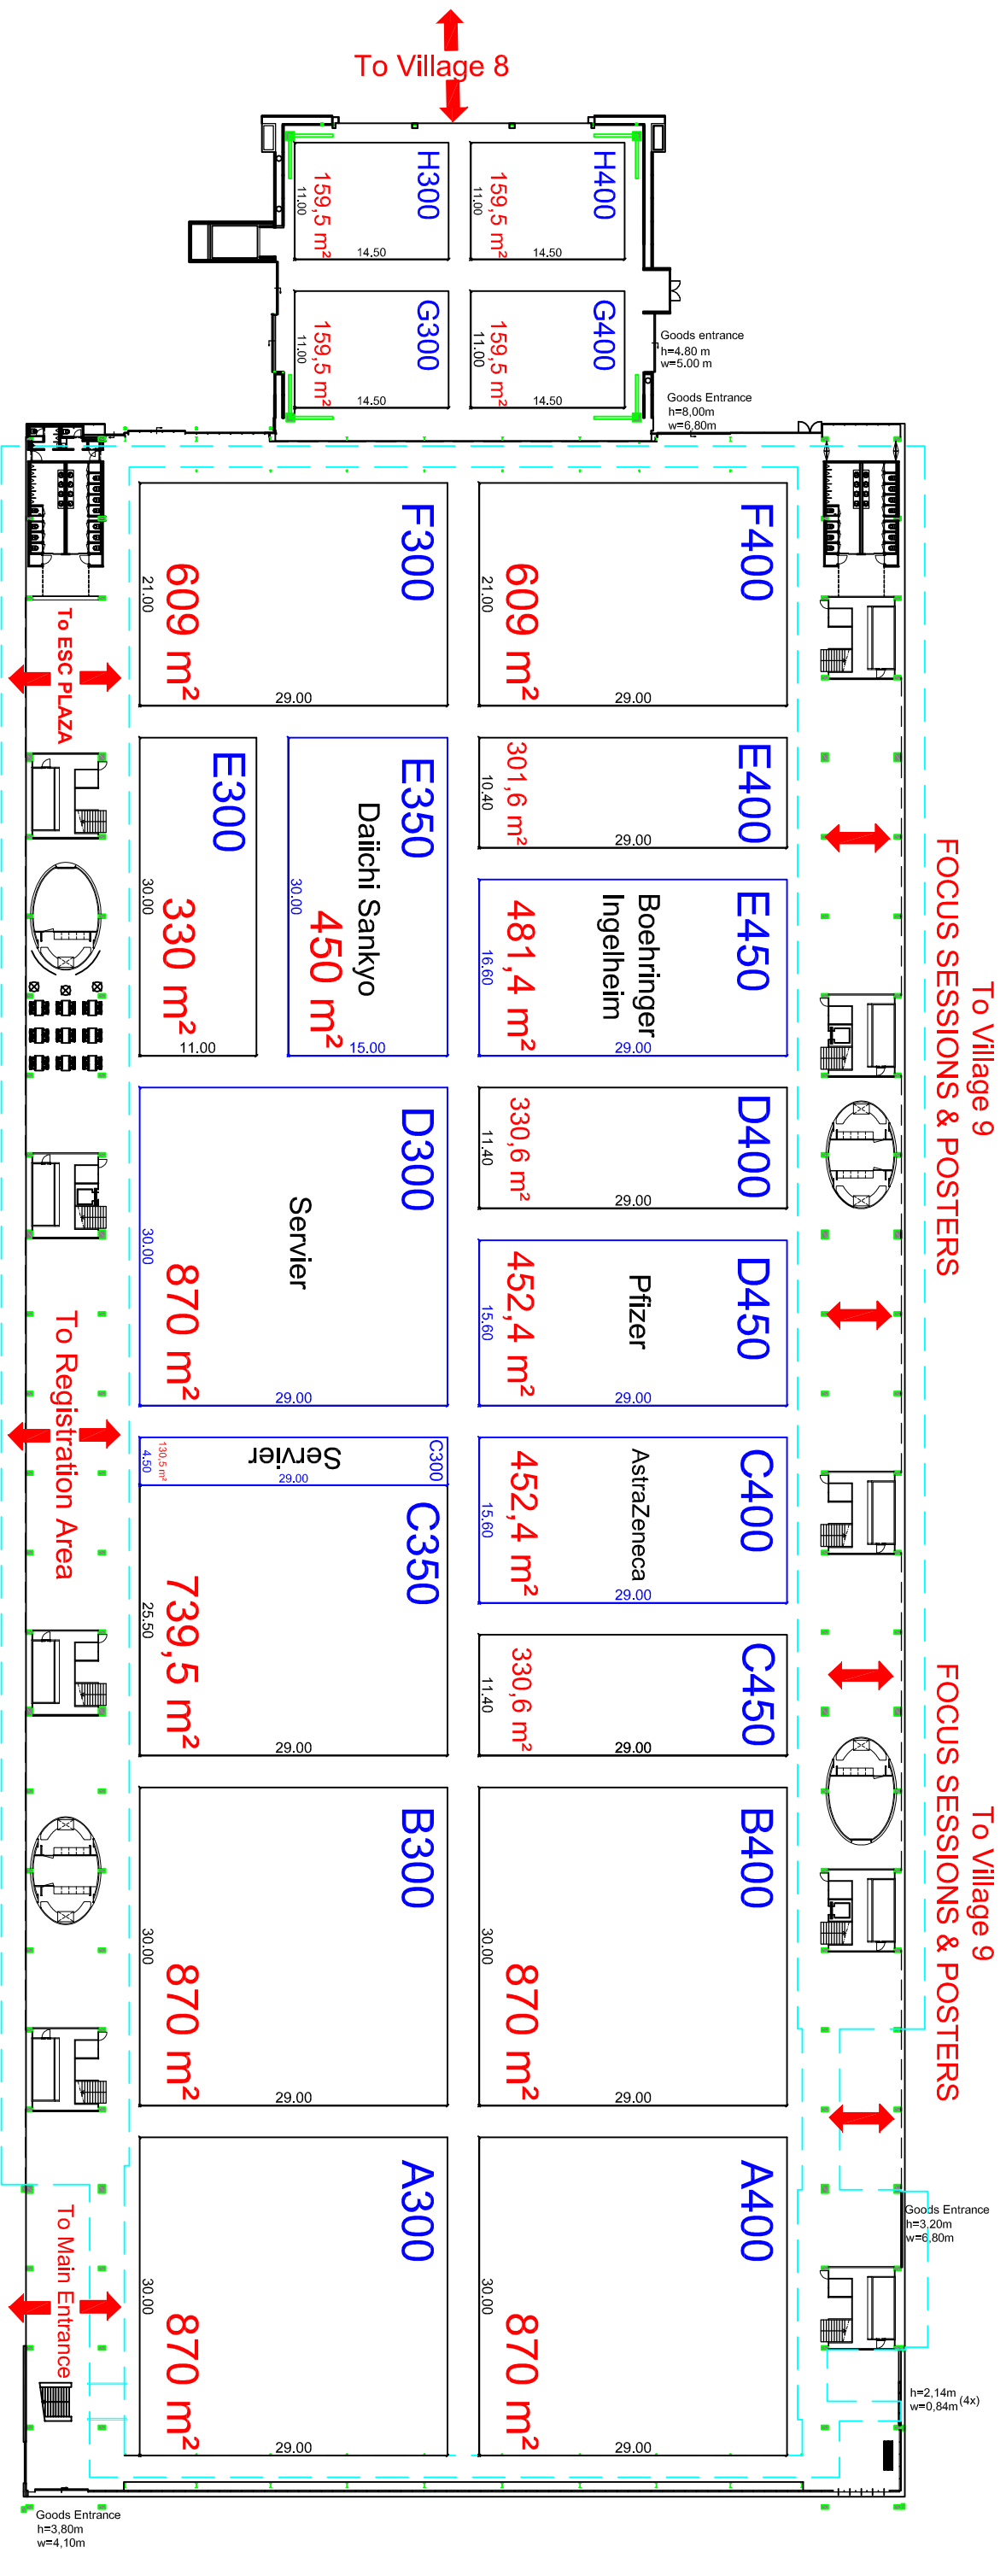 To Village 8
H300
159,5 m²
11.00
14.50
H400
159,5 m²
11.00
14.50
G300
159,5 m²
11.00
14.50
G400
159,5 m²
11.00
14.50
Goods entrance
h=4.80 m
w=5.00 m
Goods Entrance
h=8,00m
w=6,80m
F300
609 m²
21.00
29.00
F400
609 m²
21.00
29.00
To ESC PLAZA
E300
330 m²
30.00
11.00
E350
Daiichi Sankyo
450 m²
30.00
15.00
E400
301,6 m²
10.40
29.00
E450
Boehringer
Ingelheim
481,4 m²
16.60
29.00
To Village 9
FOCUS SESSIONS & POSTERS
D300
Servier
870 m²
30.00
29.00
D400
330,6 m²
11.40
29.00
D450
Pfizer
452,4 m²
15.60
29.00
To Registration Area
C300
Servier
130,5 m²
4.50
29.00
C350
739,5 m²
25.50
29.00
C400
AstraZeneca
452,4 m²
15.60
29.00
C450
330,6 m²
11.40
29.00
To Village 9
FOCUS SESSIONS & POSTERS
B300
870 m²
30.00
29.00
B400
870 m²
30.00
29.00
A300
870 m²
30.00
29.00
A400
870 m²
30.00
29.00
To Main Entrance
Goods Entrance
h=3,20m
w=6,80m
h=2,14m
w=0,84m (4x)
Goods Entrance
h=3,80m
w=4,10m